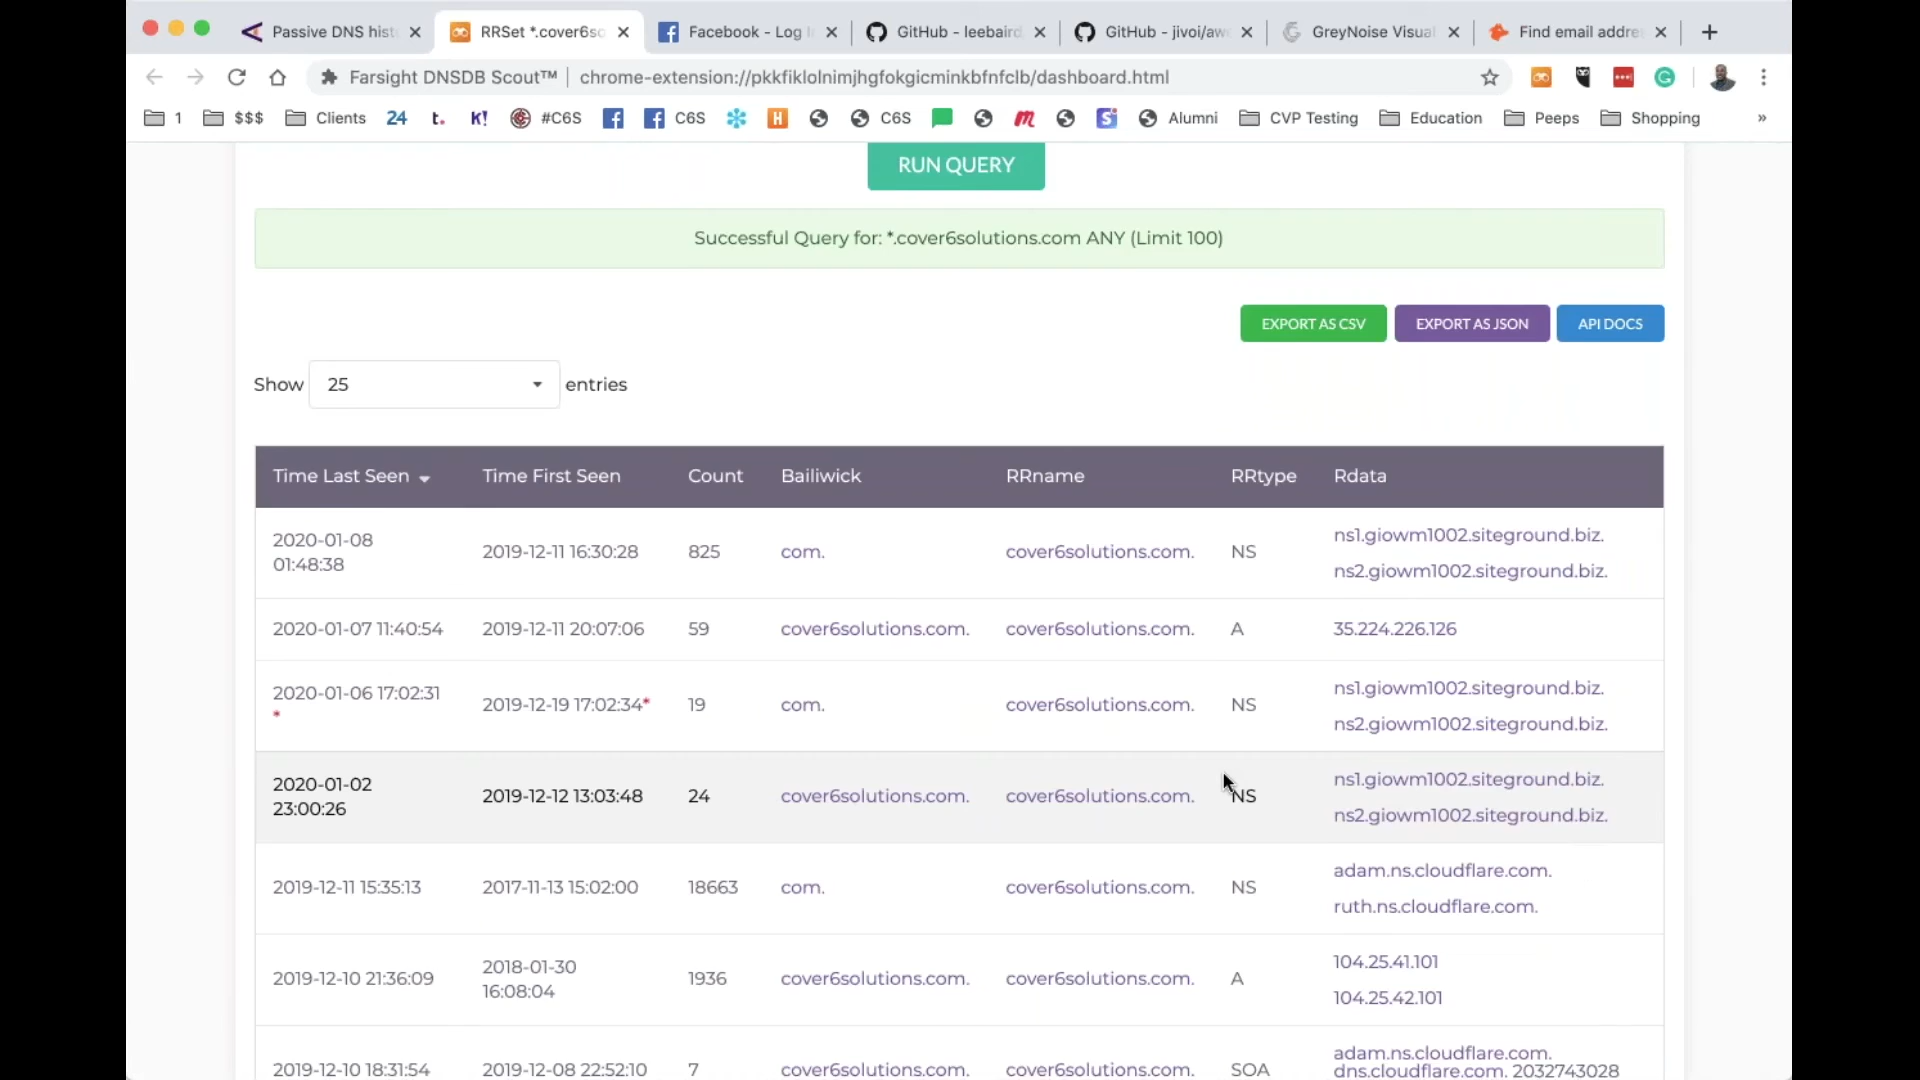 Passive DNS hist
RRSet *.cover6so
Facebook - Log I
GitHub - leebaird
GitHub - jivoi/aw
GreyNoise Visual
Find email addre
Farsight DNSDB Scout™ | chrome-extension://pkkfiklolnimjhgfokgicminkbfnfclb/dashboard.html
1 $$$ Clients 24 t. K! #C6S C6S H C6S m S Alumni CVP Testing Education Peeps Shopping »
RUN QUERY
Successful Query for: *.cover6solutions.com ANY (Limit 100)
EXPORT AS CSV EXPORT AS JSON API DOCS
Show 25 entries
Time Last Seen Time First Seen Count Bailiwick RRname RRtype Rdata
2020-01-08 01:48:38 2019-12-11 16:30:28 825 com. cover6solutions.com. NS ns1.giowm1002.siteground.biz.
ns2.giowm1002.siteground.biz.
2020-01-07 11:40:54 2019-12-11 20:07:06 59 cover6solutions.com. cover6solutions.com. A 35.224.226.126
2020-01-06 17:02:31 * 2019-12-19 17:02:34* 19 com. cover6solutions.com. NS ns1.giowm1002.siteground.biz.
ns2.giowm1002.siteground.biz.
2020-01-02 23:00:26 2019-12-12 13:03:48 24 cover6solutions.com. cover6solutions.com. NS ns1.giowm1002.siteground.biz.
ns2.giowm1002.siteground.biz.
2019-12-11 15:35:13 2017-11-13 15:02:00 18663 com. cover6solutions.com. NS adam.ns.cloudflare.com.
ruth.ns.cloudflare.com.
2019-12-10 21:36:09 2018-01-30 16:08:04 1936 cover6solutions.com. cover6solutions.com. A 104.25.41.101
104.25.42.101
2019-12-10 18:31:54 2019-12-08 22:52:10 7 cover6solutions.com. cover6solutions.com. SOA adam.ns.cloudflare.com.
dns.cloudflare.com. 2032743028